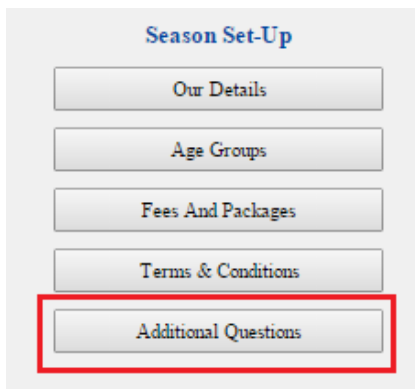 Season Set-Up
Our Details
Age Groups
Fees And Packages
Terms & Conditions
Additional Questions